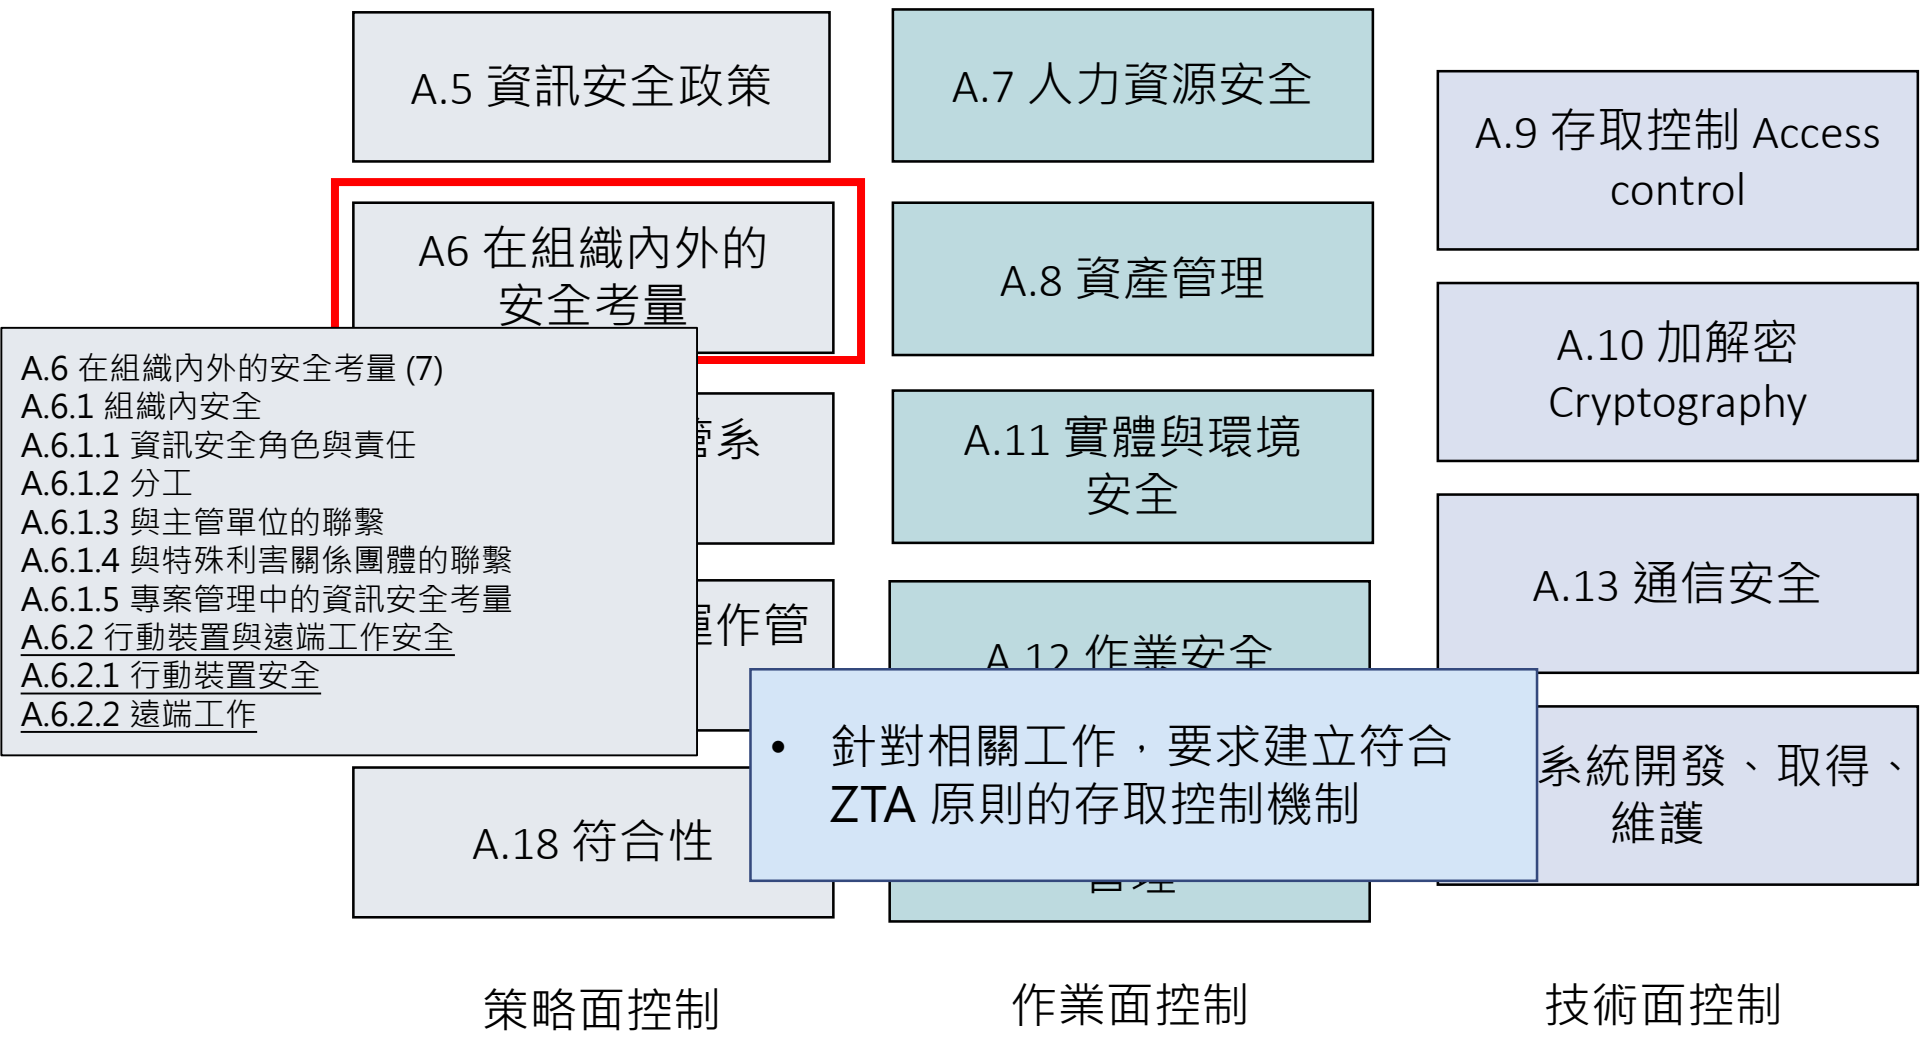 A.5 資訊安全政策
A6 在組織內外的
安全考量
A.6 在組織內外的安全考量 (7)
A.6.1 組織內安全
A.6.1.1 資訊安全角色與責任
A.6.1.2 分工
A.6.1.3 與主管單位的聯繫
A.6.1.4 與特殊利害關係團體的聯繫
A.6.1.5 專案管理中的資訊安全考量
A.6.2 行動裝置與遠端工作安全
A.6.2.1 行動裝置安全
A.6.2.2 遠端工作
系
作管
A.18 符合性
策略面控制
A.7 人力資源安全
A.8 資產管理
A.11 實體與環境
安全
A.12 作業安全
• 針對相關工作，要求建立符合
ZTA 原則的存取控制機制
管理
作業面控制
A.9 存取控制 Access
control
A.10 加解密
Cryptography
A.13 通信安全
系統開發、取得、
維護
技術面控制